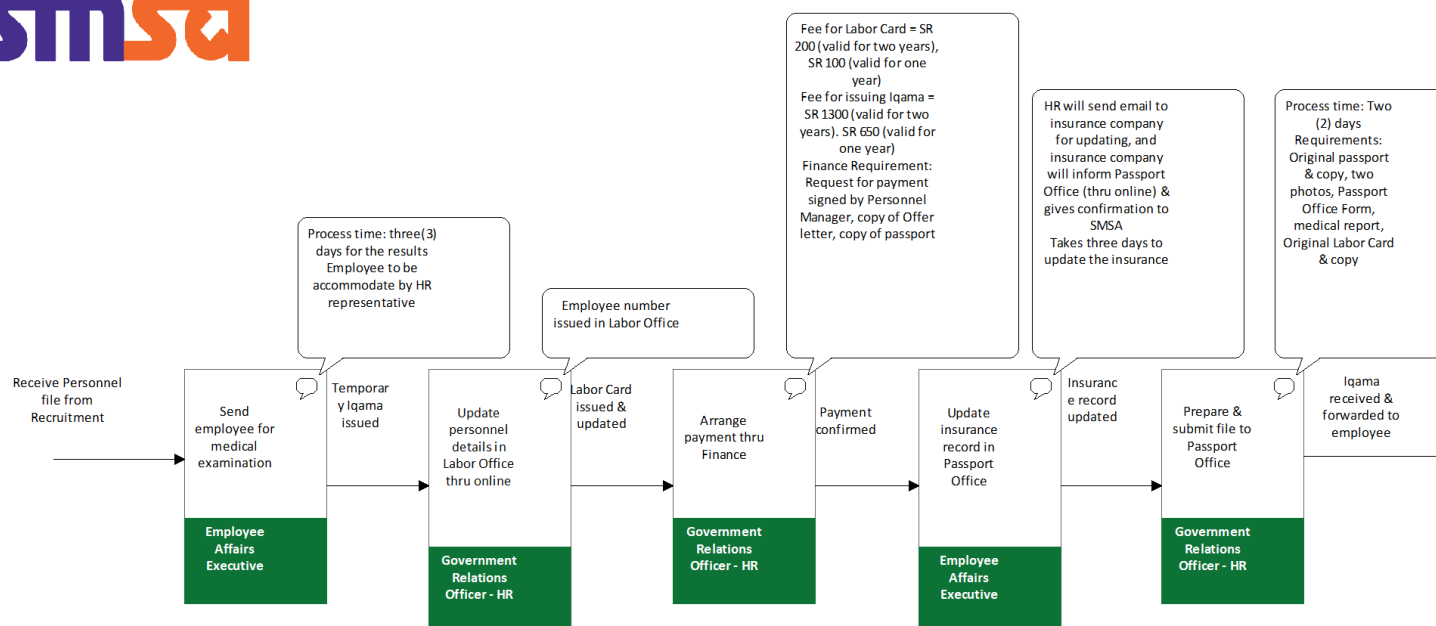 smsa
Fee for Labor Card = SR
200 (valid for two years),
SR 100 (valid for one
year)
Fee for issuing Iqama =
SR 1300 (valid for two
years). SR 650 (valid for
one year)
Finance Requirement:
Request for payment
signed by Personnel
Manager, copy of Offer
letter, copy of passport
HR will send email to
insurance company
for updating, and
insurance company
will inform Passport
Office (thru online) &
gives confirmation to
SMSA
Takes three days to
update the insurance
Process time: Two
(2) days
Requirements:
Original passport
& copy, two
photos, Passport
Office Form,
medical report,
Original Labor Card
& copy
Process time: three(3)
days for the results
Employee to be
accommodate by HR
representative
Employee number
issued in Labor Office
Receive Personnel
file from
Recruitment
Send
employee for
medical
examination
Employee
Affairs
Executive
Temporar
y Iqama
issued
Update
personnel
details in
Labor Office
thru online
Government
Relations
Officer - HR
Labor Card
issued &
updated
Arrange
payment thru
Finance
Government
Relations
Officer - HR
Payment
confirmed
Update
insurance
record in
Passport
Office
Employee
Affairs
Executive
Insuranc
e record
updated
Prepare &
submit file to
Passport
Office
Government
Relations
Officer - HR
Iqama
received &
forwarded to
employee